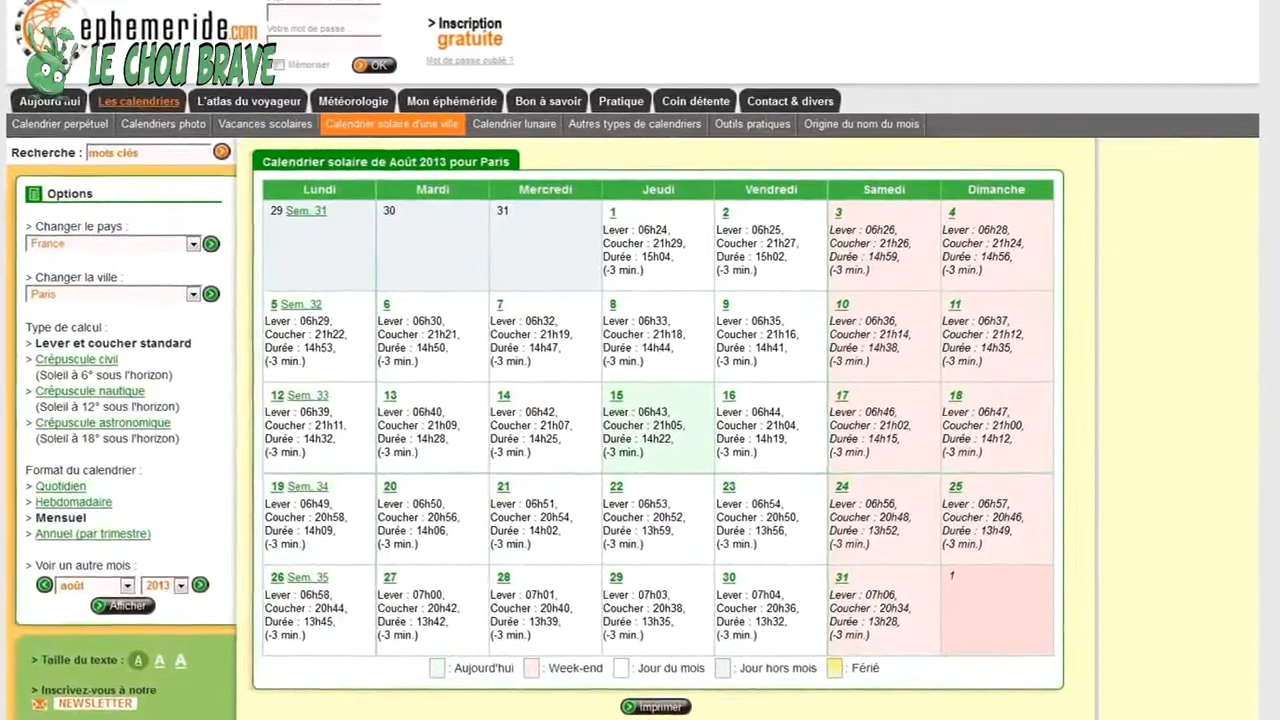 ephemeride.com
LE CHOU BRAVE
Votre mot de passe...
Mémoriser
OK
> Inscription
gratuite
Mot de passe oublié ?
Aujourd'hui Les calendriers L'atlas du voyageur Météorologie Mon éphéméride Bon à savoir Pratique Coin détente Contact & divers
Calendrier perpétuel Calendriers photo Vacances scolaires Calendrier solaire d'une ville Calendrier lunaire Autres types de calendriers Outils pratiques Origine du nom du mois
Recherche : mots clés
Options
> Changer le pays :
France
> Changer la ville :
Paris
Type de calcul :
> Lever et coucher standard
> Crépuscule civil
(Soleil à 6° sous l'horizon)
> Crépuscule nautique
(Soleil à 12° sous l'horizon)
> Crépuscule astronomique
(Soleil à 18° sous l'horizon)
Format du calendrier :
> Quotidien
> Hebdomadaire
> Mensuel
> Annuel (par trimestre)
> Voir un autre mois :
août 2013
Afficher
> Taille du texte : A A A
> Inscrivez-vous à notre
NEWSLETTER
Calendrier solaire de Août 2013 pour Paris
Lundi Mardi Mercredi Jeudi Vendredi Samedi Dimanche
29 Sem. 31 30 31 1 2 3 4
Lever : 06h24, Lever : 06h25, Lever : 06h26, Lever : 06h28,
Coucher : 21h29, Coucher : 21h27, Coucher : 21h26, Coucher : 21h24,
Durée : 15h04, Durée : 15h02, Durée : 14h59, Durée : 14h56,
(-3 min.) (-3 min.) (-3 min.) (-3 min.)
5 Sem. 32 6 7 8 9 10 11
Lever : 06h29, Lever : 06h30, Lever : 06h32, Lever : 06h33, Lever : 06h35, Lever : 06h36, Lever : 06h37,
Coucher : 21h22, Coucher : 21h21, Coucher : 21h19, Coucher : 21h18, Coucher : 21h16, Coucher : 21h14, Coucher : 21h12,
Durée : 14h53, Durée : 14h50, Durée : 14h47, Durée : 14h44, Durée : 14h41, Durée : 14h38, Durée : 14h35,
(-3 min.) (-3 min.) (-3 min.) (-3 min.) (-3 min.) (-3 min.) (-3 min.)
12 Sem. 33 13 14 15 16 17 18
Lever : 06h39, Lever : 06h40, Lever : 06h42, Lever : 06h43, Lever : 06h44, Lever : 06h46, Lever : 06h47,
Coucher : 21h11, Coucher : 21h09, Coucher : 21h07, Coucher : 21h05, Coucher : 21h04, Coucher : 21h02, Coucher : 21h00,
Durée : 14h32, Durée : 14h28, Durée : 14h25, Durée : 14h22, Durée : 14h19, Durée : 14h15, Durée : 14h12,
(-3 min.) (-3 min.) (-3 min.) (-3 min.) (-3 min.) (-3 min.) (-3 min.)
19 Sem. 34 20 21 22 23 24 25
Lever : 06h49, Lever : 06h50, Lever : 06h51, Lever : 06h53, Lever : 06h54, Lever : 06h56, Lever : 06h57,
Coucher : 20h58, Coucher : 20h56, Coucher : 20h54, Coucher : 20h52, Coucher : 20h50, Coucher : 20h48, Coucher : 20h46,
Durée : 14h09, Durée : 14h06, Durée : 14h02, Durée : 13h59, Durée : 13h56, Durée : 13h52, Durée : 13h49,
(-3 min.) (-3 min.) (-3 min.) (-3 min.) (-3 min.) (-3 min.) (-3 min.)
26 Sem. 35 27 28 29 30 31 1
Lever : 06h58, Lever : 07h00, Lever : 07h01, Lever : 07h03, Lever : 07h04, Lever : 07h06,
Coucher : 20h44, Coucher : 20h42, Coucher : 20h40, Coucher : 20h38, Coucher : 20h36, Coucher : 20h34,
Durée : 13h45, Durée : 13h42, Durée : 13h39, Durée : 13h35, Durée : 13h32, Durée : 13h28,
(-3 min.) (-3 min.) (-3 min.) (-3 min.) (-3 min.) (-3 min.)
: Aujourd'hui : Week-end : Jour du mois : Jour hors mois : Férié
Imprimer